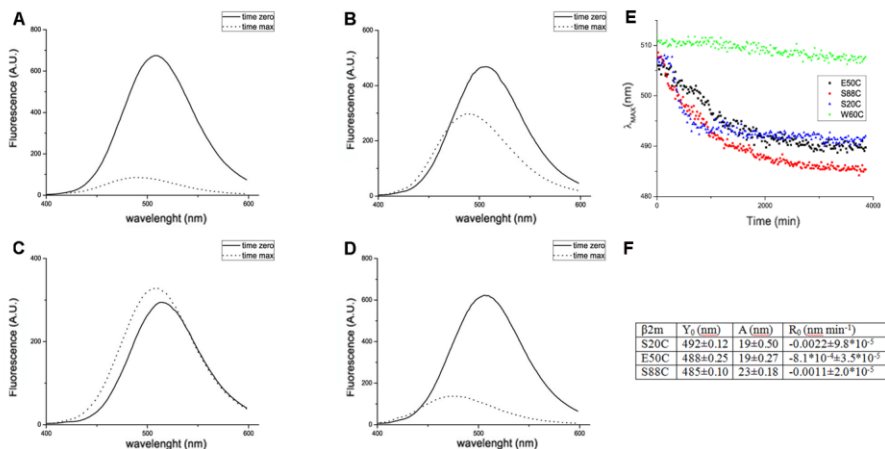 A
time zero
time max
Fluorescence (A.U.)
800
600
400
200
0
400
500
600
wavelenght (nm)
B
time zero
time max
Fluorescence (A.U.)
600
400
200
0
400
500
600
wavelenght (nm)
E
λMAX(nm)
510
500
490
480
E50C
S88C
S20C
W60C
0
2000
4000
Time (min)
C
time zero
time max
Fluorescence (A.U.)
400
200
0
400
500
600
wavelenght (nm)
D
time zero
time max
Fluorescence (A.U.)
800
600
400
200
0
400
500
600
wavelenght (nm)
F
β2m Y0 (nm) A (nm) R0 (nm min-1)
S20C 492±0.12 19±0.50 -0.0022±9.8*10-5
E50C 488±0.25 19±0.27 -8.1*10-4±3.5*10-5
S88C 485±0.10 23±0.18 -0.0011±2.0*10-5